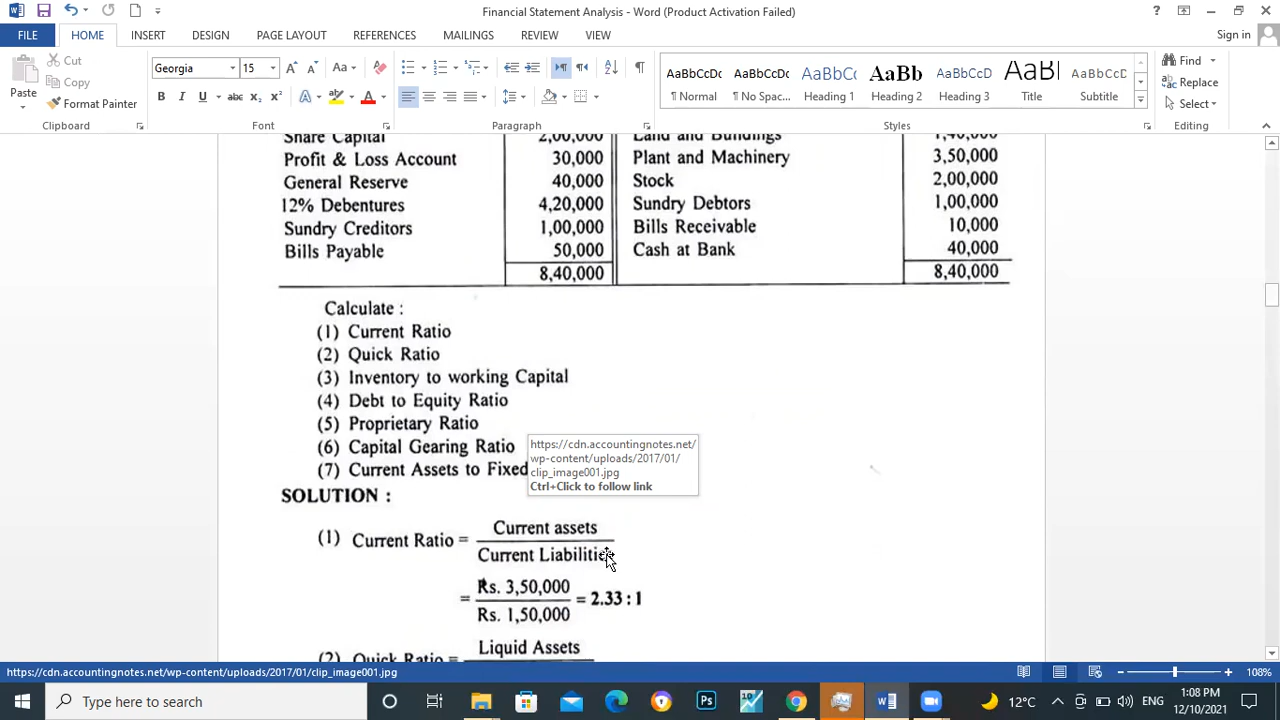 Financial Statement Analysis - Word (Product Activation Failed)
FILE HOME INSERT DESIGN PAGE LAYOUT REFERENCES MAILINGS REVIEW VIEW Sign in
Paste
Cut
Copy
Format Painter
Clipboard
Georgia 15
Font
Paragraph
AaBbCcDc AaBbCcDc AaBbCc AaBb AaBbCcD AaBl AaBbCcD
¶ Normal ¶ No Spac... Heading 1 Heading 2 Heading 3 Title Subtitle
Styles
Find
Replace
Select
Editing
Share Capital 2,00,000 Land and Buildings 1,40,000
Profit & Loss Account 30,000 Plant and Machinery 3,50,000
General Reserve 40,000 Stock 2,00,000
12% Debentures 4,20,000 Sundry Debtors 1,00,000
Sundry Creditors 1,00,000 Bills Receivable 10,000
Bills Payable 50,000 Cash at Bank 40,000
8,40,000 8,40,000
Calculate :
(1) Current Ratio
(2) Quick Ratio
(3) Inventory to working Capital
(4) Debt to Equity Ratio
(5) Proprietary Ratio
(6) Capital Gearing Ratio
(7) Current Assets to Fixed
https://cdn.accountingnotes.net/
wp-content/uploads/2017/01/
clip_image001.jpg
Ctrl+Click to follow link
SOLUTION :
(1) Current Ratio = Current assets
Current Liabilities
= Rs. 3,50,000 = 2.33 : 1
Rs. 1,50,000
(2) Quick Ratio = Liquid Assets
https://cdn.accountingnotes.net/wp-content/uploads/2017/01/clip_image001.jpg
108%
Type here to search
12°C
ENG
1:08 PM
12/10/2021